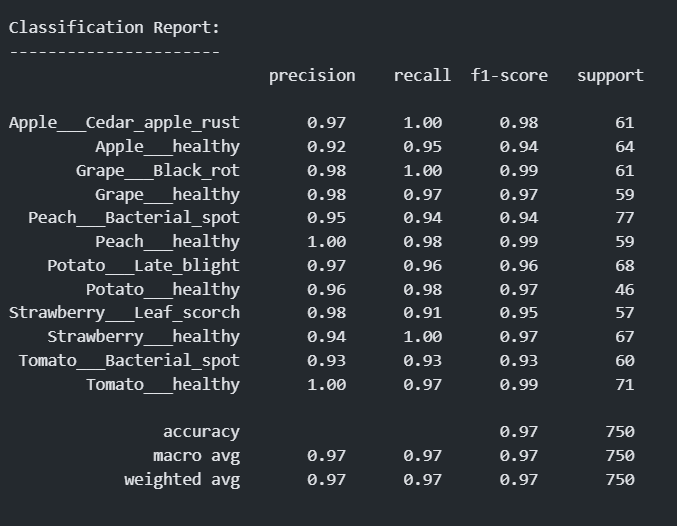 Classification Report:
----------------------
precision recall f1-score support
Apple___Cedar_apple_rust 0.97 1.00 0.98 61
Apple___healthy 0.92 0.95 0.94 64
Grape___Black_rot 0.98 1.00 0.99 61
Grape___healthy 0.98 0.97 0.97 59
Peach___Bacterial_spot 0.95 0.94 0.94 77
Peach___healthy 1.00 0.98 0.99 59
Potato___Late_blight 0.97 0.96 0.96 68
Potato___healthy 0.96 0.98 0.97 46
Strawberry___Leaf_scorch 0.98 0.91 0.95 57
Strawberry___healthy 0.94 1.00 0.97 67
Tomato___Bacterial_spot 0.93 0.93 0.93 60
Tomato___healthy 1.00 0.97 0.99 71
accuracy 0.97 750
macro avg 0.97 0.97 0.97 750
weighted avg 0.97 0.97 0.97 750